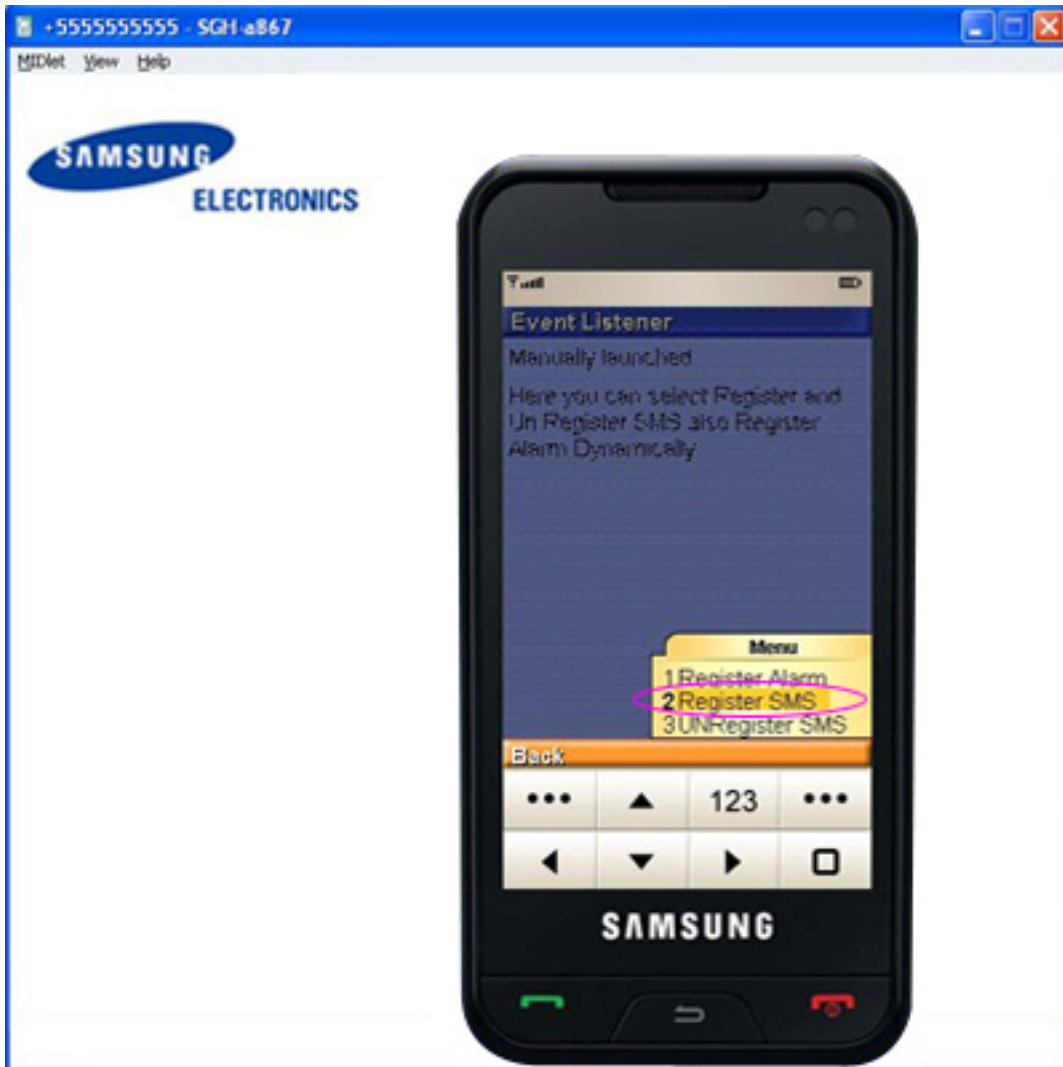 +5555555555 - SGH-a867
MIDlet View Help
SAMSUNG
ELECTRONICS
Event Listener
Manually launched
Here you can select Register and
Un Register SMS also Register
Alarm Dynamically
Menu
1 Register Alarm
2 Register SMS
3 UNRegister SMS
Back
123
SAMSUNG